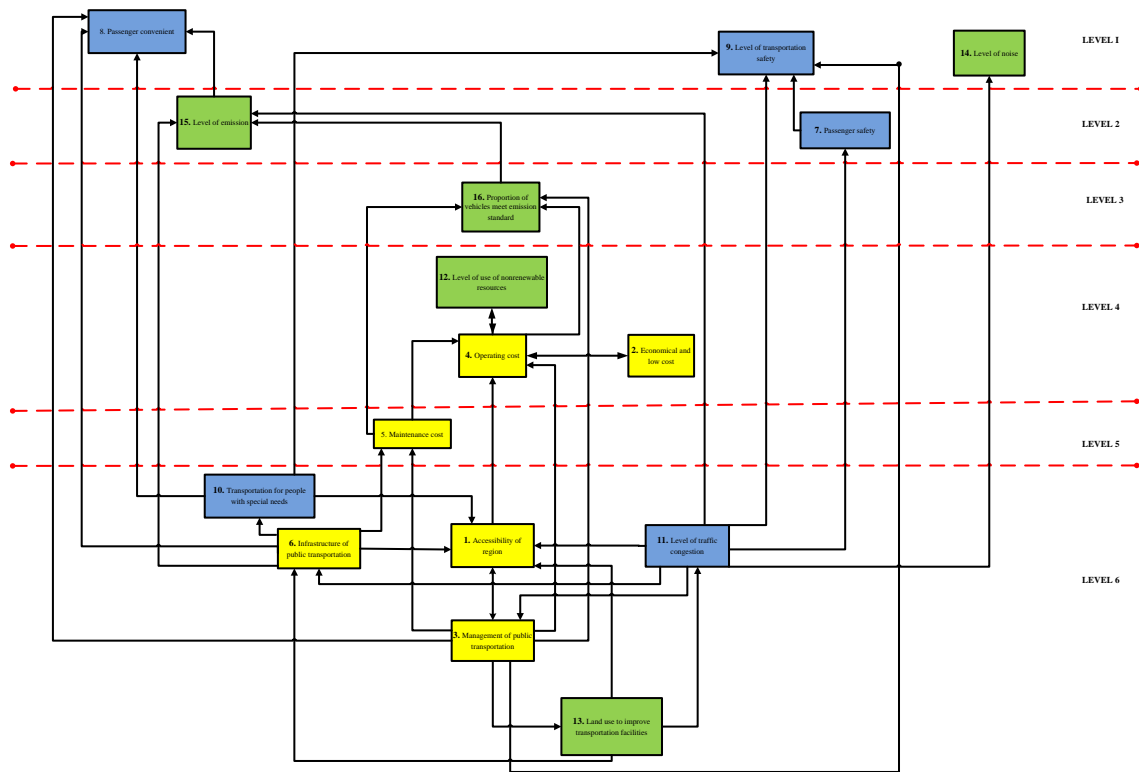 8. Passenger convenient
9. Level of transportation
safety
14. Level of noise
LEVEL I
15. Level of emission
7. Passenger safety
LEVEL 2
16. Proportion of
vehicles meet emission
standard
LEVEL 3
12. Level of use of nonrenewable
resources
LEVEL 4
4. Operating cost
2. Economical and
low cost
5. Maintenance cost
LEVEL 5
10. Transportation for people
with special needs
6. Infrastructure of
public transportation
1. Accessibility of
region
11. Level of traffic
congestion
LEVEL 6
3. Management of public
transportation
13. Land use to improve
transportation facilities